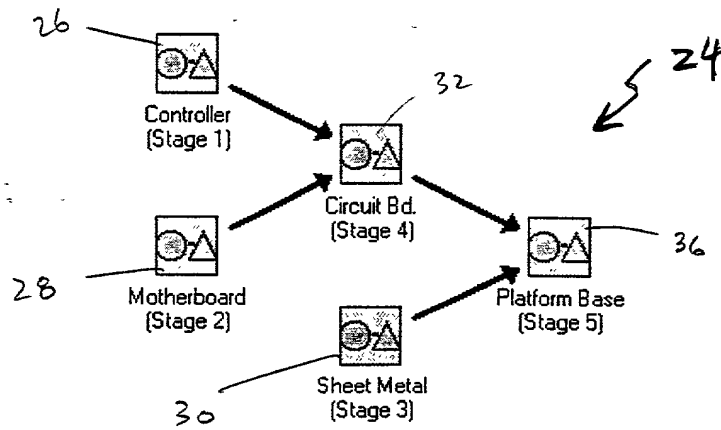 26
Controller
(Stage 1)
32
24
Circuit Bd.
(Stage 4)
28
Motherboard
(Stage 2)
36
Platform Base
(Stage 5)
30
Sheet Metal
(Stage 3)